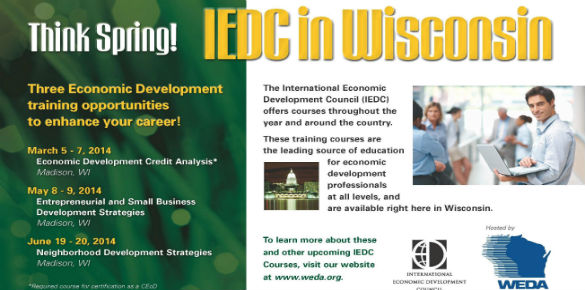 Think Spring!
IEDC in Wisconsin
Three Economic Development
training opportunities
to enhance your career!
March 5 - 7, 2014
Economic Development Credit Analysis*
Madison, WI
May 8 - 9, 2014
Entrepreneurial and Small Business
Development Strategies
Madison, WI
June 19 - 20, 2014
Neighborhood Development Strategies
Madison, WI
*Required course for certification as a CEcD
The International Economic
Development Council (IEDC)
offers courses throughout the
year and around the country.
These training courses are
the leading source of education
for economic
development
professionals
at all levels, and
are available right here in Wisconsin.
To learn more about these
and other upcoming IEDC
Courses, visit our website
at www.weda.org.
INTERNATIONAL
ECONOMIC DEVELOPMENT
COUNCIL
Hosted by
WEDA